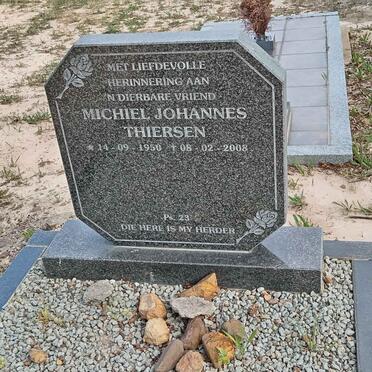 MET LIEFDEVOLLE
HERINNERING AAN
'N DIERBARE VRIEND
MICHIEL JOHANNES
THIERSEN
* 14-09-1950 † 08-02-2008
Ps. 23
DIE HERE IS MY HERDER